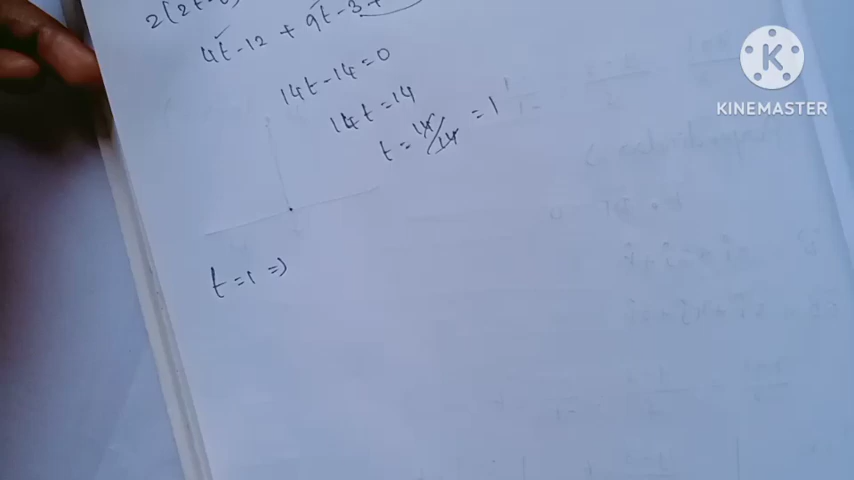 4t-12 + 9t-3+
14t-14=0
14t=14
t= 14/14 =1
t=1 =>
KINEMASTER